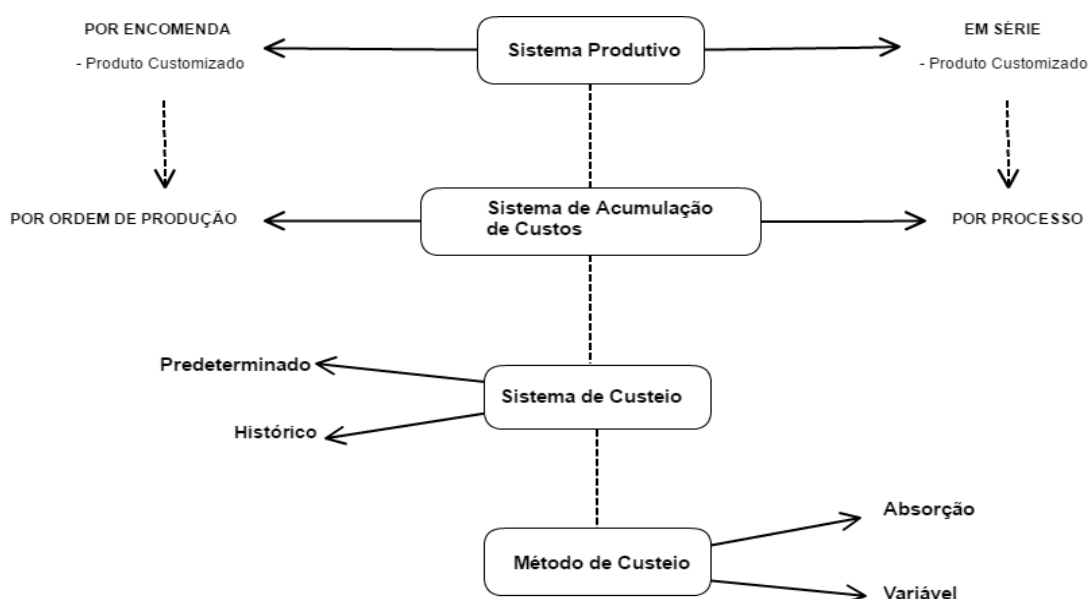 POR ENCOMENDA
- Produto Customizado
Sistema Produtivo
EM SÉRIE
- Produto Customizado
POR ORDEM DE PRODUÇÃO
Sistema de Acumulação
de Custos
POR PROCESSO
Predeterminado
Histórico
Sistema de Custeio
Método de Custeio
Absorção
Variável